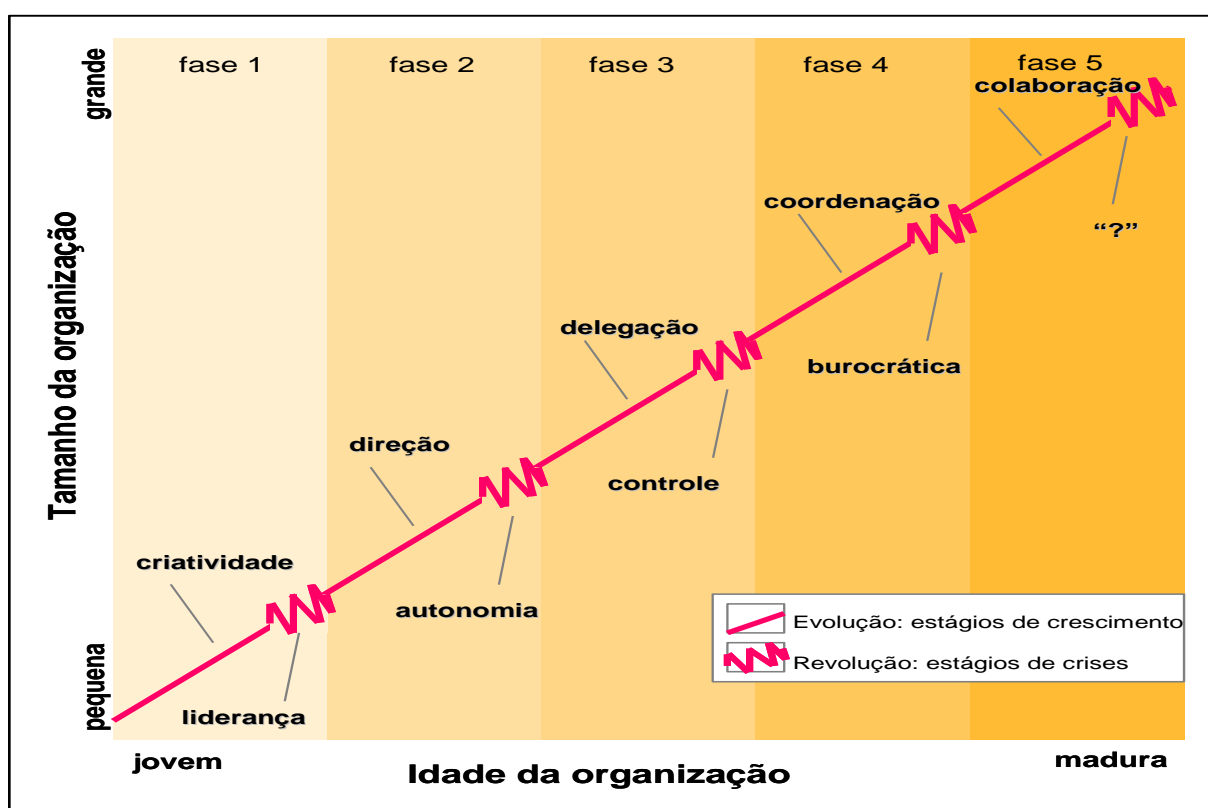 fase 1
fase 2
fase 3
fase 4
fase 5
grande
Tamanho da organização
pequena
colaboração
“?”
coordenação
burocrática
delegação
controle
direção
autonomia
criatividade
liderança
Evolução: estágios de crescimento
Revolução: estágios de crises
jovem
Idade da organização
madura